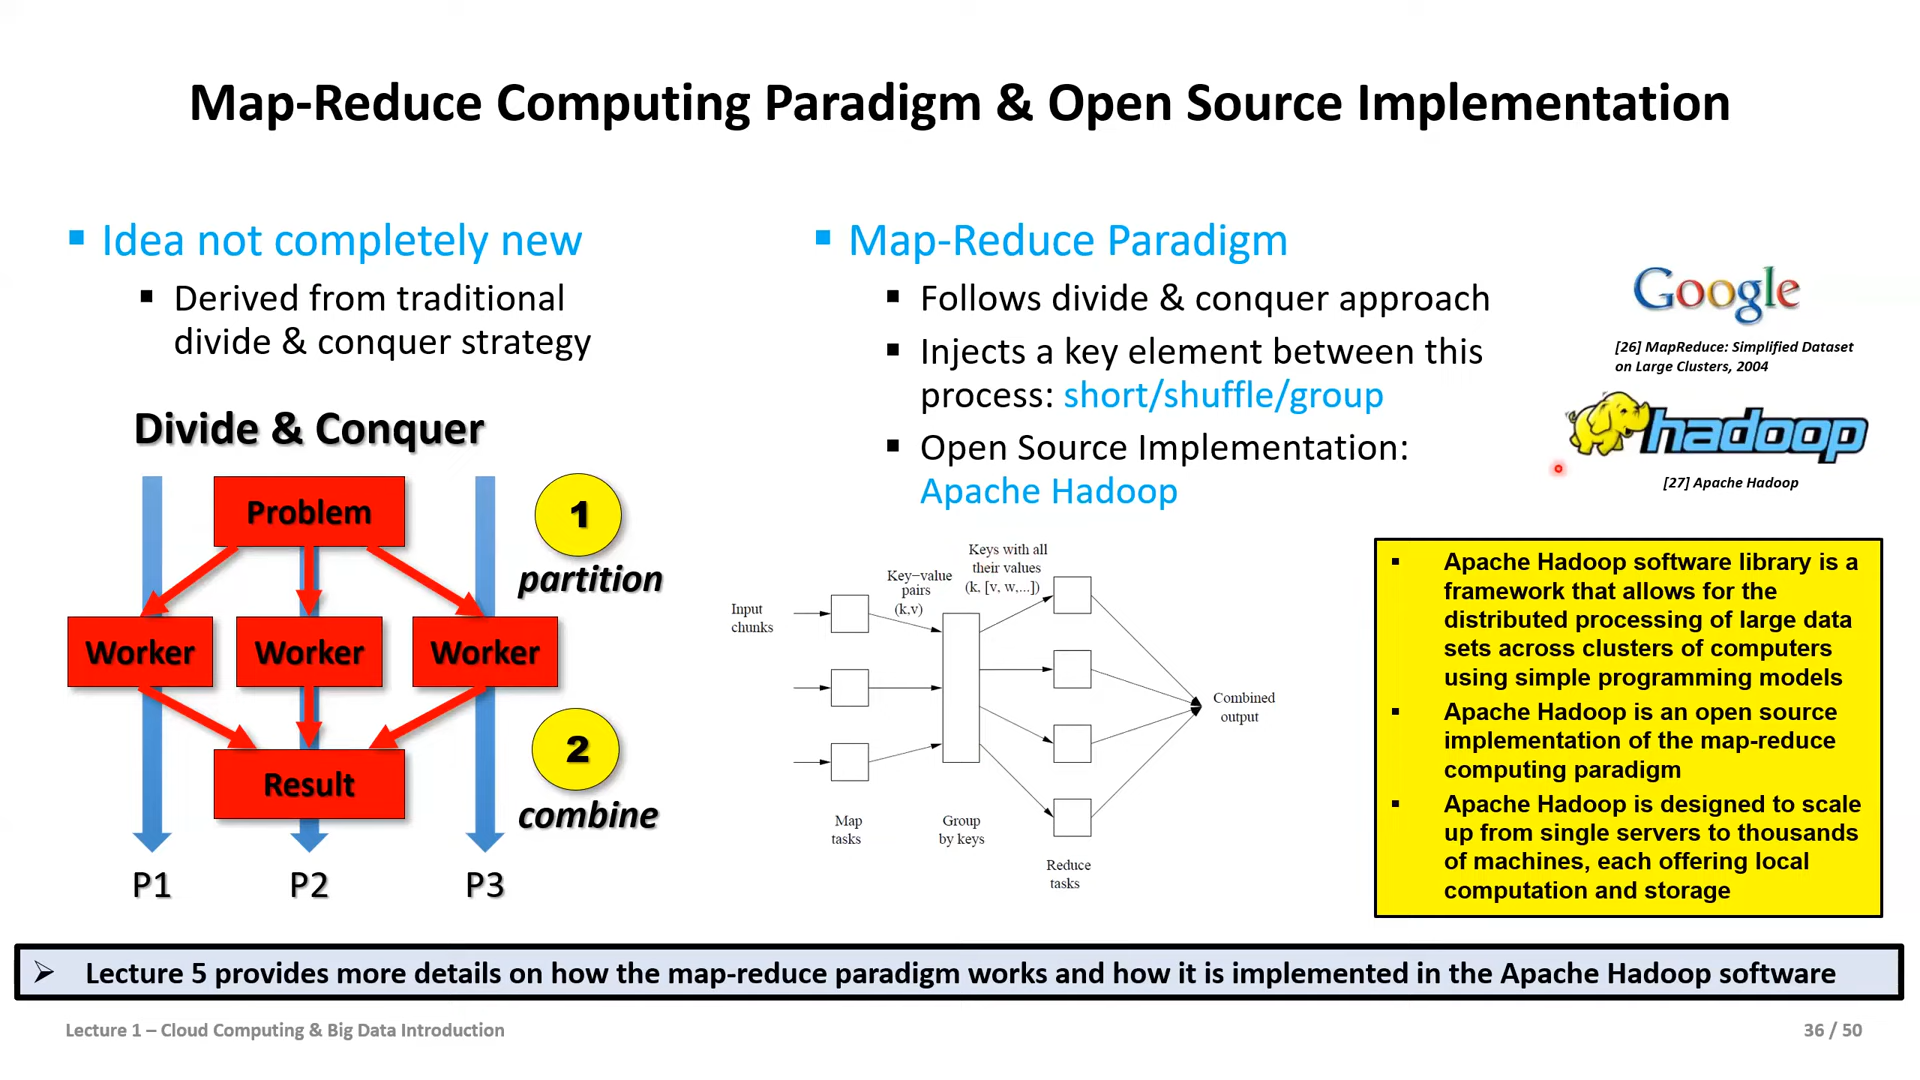 Map-Reduce Computing Paradigm & Open Source Implementation
Idea not completely new
Derived from traditional
divide & conquer strategy
Divide & Conquer
Problem
1
partition
Worker
Worker
Worker
2
combine
Result
P1
P2
P3
Map-Reduce Paradigm
Follows divide & conquer approach
Injects a key element between this
process: short/shuffle/group
Open Source Implementation:
Apache Hadoop
Google
[26] MapReduce: Simplified Dataset
on Large Clusters, 2004
hadoop
[27] Apache Hadoop
Input
chunks
Key−value
pairs
(k,v)
Keys with all
their values
(k, [v, w,...])
Combined
output
Map
tasks
Group
by keys
Reduce
tasks
Apache Hadoop software library is a
framework that allows for the
distributed processing of large data
sets across clusters of computers
using simple programming models
Apache Hadoop is an open source
implementation of the map-reduce
computing paradigm
Apache Hadoop is designed to scale
up from single servers to thousands
of machines, each offering local
computation and storage
Lecture 5 provides more details on how the map-reduce paradigm works and how it is implemented in the Apache Hadoop software
Lecture 1 – Cloud Computing & Big Data Introduction
36 / 50